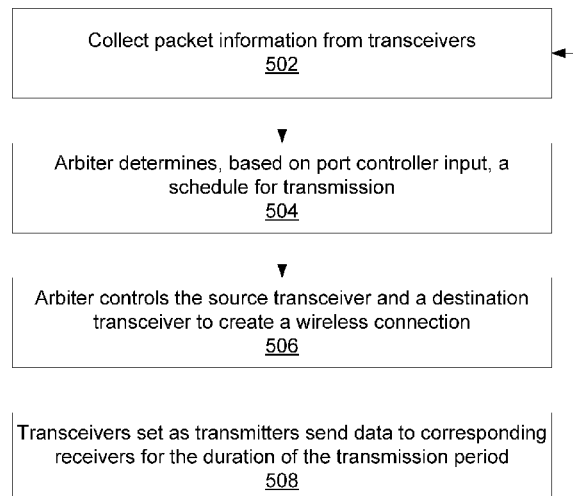 Collect packet information from transceivers
502
Arbiter determines, based on port controller input, a
schedule for transmission
504
Arbiter controls the source transceiver and a destination
transceiver to create a wireless connection
506
Transceivers set as transmitters send data to corresponding
receivers for the duration of the transmission period
508